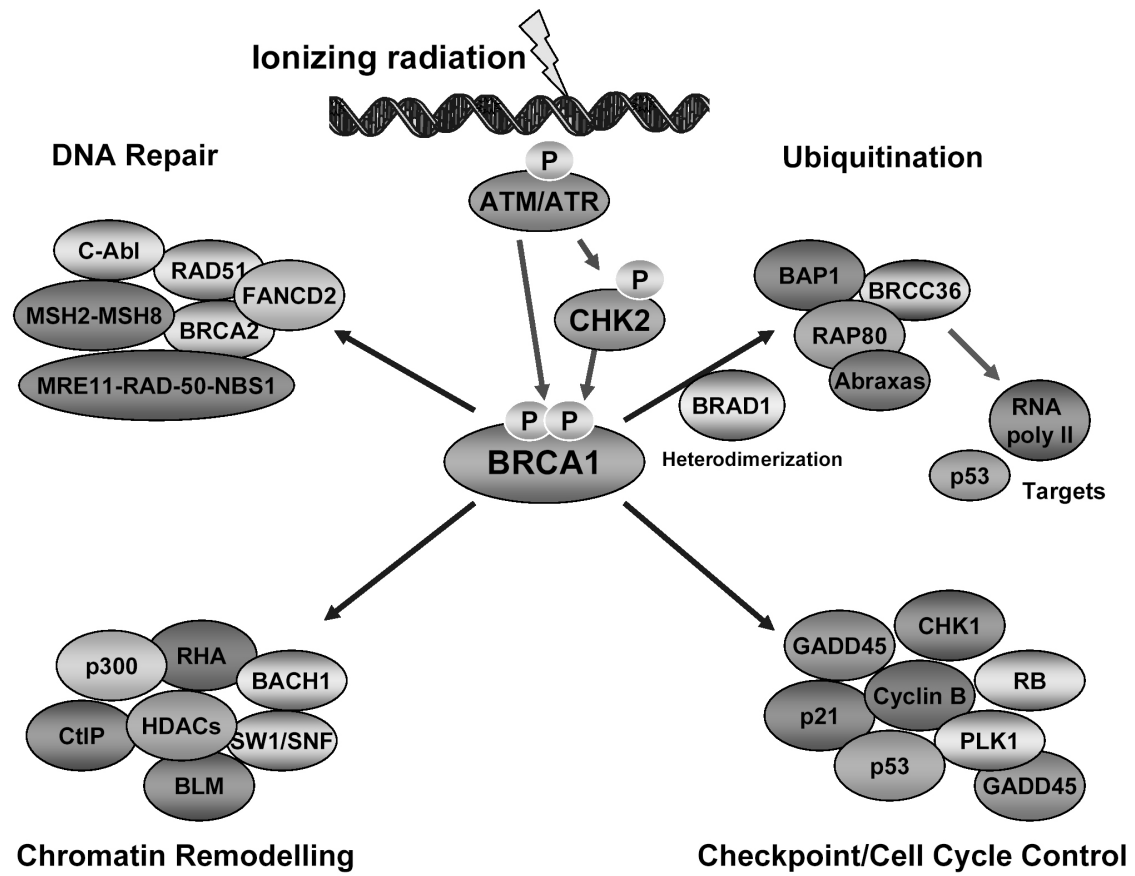 Ionizing radiation
DNA Repair
Ubiquitination
P
ATM/ATR
C-Abl
RAD51
FANCD2
MSH2-MSH8
BRCA2
MRE11-RAD-50-NBS1
P
CHK2
BAP1
BRCC36
RAP80
Abraxas
BRAD1
Heterodimerization
RNA
poly II
p53
Targets
P
P
BRCA1
p300
RHA
BACH1
CtIP
HDACs
SW1/SNF
BLM
Chromatin Remodelling
GADD45
CHK1
Cyclin B
RB
p21
PLK1
p53
GADD45
Checkpoint/Cell Cycle Control